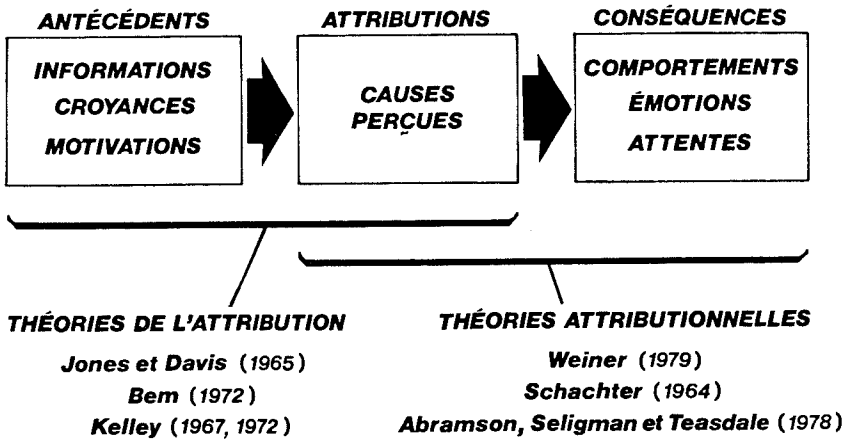 ANTÉCÉDENTS
INFORMATIONS
CROYANCES
MOTIVATIONS
ATTRIBUTIONS
CAUSES
PERÇUES
CONSÉQUENCES
COMPORTEMENTS
ÉMOTIONS
ATTENTES
THÉORIES DE L'ATTRIBUTION
Jones et Davis (1965)
Bem (1972)
Kelley (1967, 1972)
THÉORIES ATTRIBUTIONNELLES
Weiner (1979)
Schachter (1964)
Abramson, Seligman et Teasdale (1978)